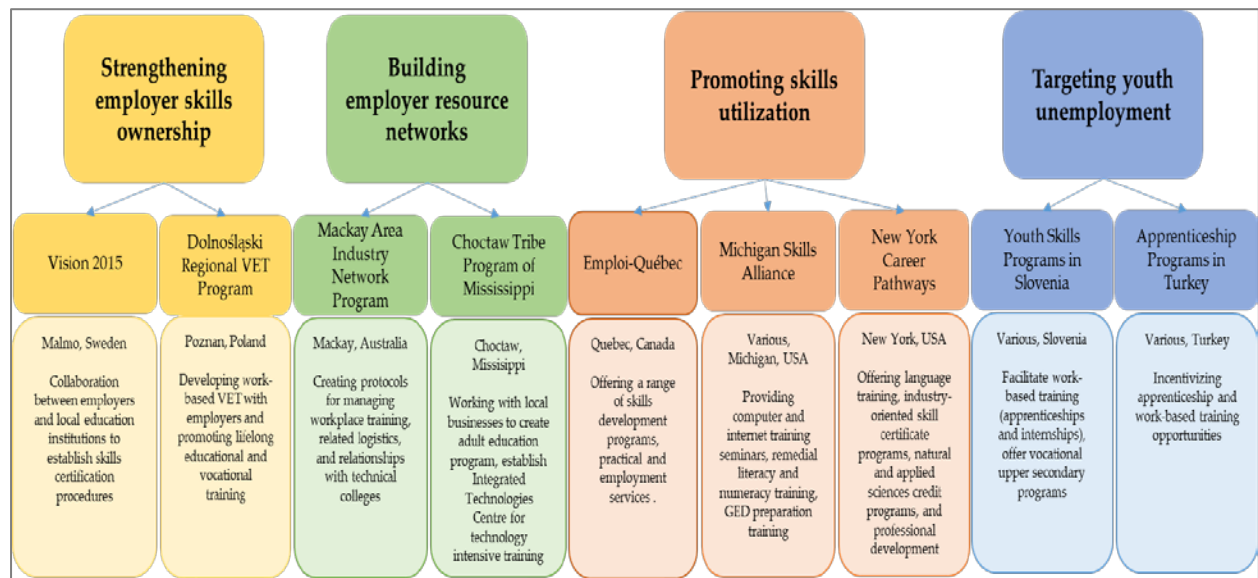 Strengthening
employer skills
ownership
Building
employer resource
networks
Promoting skills
utilization
Targeting youth
unemployment
Vision 2015
Dolnośląski
Regional VET
Program
Mackay Area
Industry
Network
Program
Choctaw Tribe
Program of
Mississippi
Emploi-Québec
Michigan Skills
Alliance
New York
Career
Pathways
Youth Skills
Programs in
Slovenia
Apprenticeship
Programs in
Turkey
Malmo, Sweden
Collaboration
between employers
and local education
institutions to
establish skills
certification
procedures
Poznan, Poland
Developing work-
based VET with
employers and
promoting lifelong
educational and
vocational
training
Mackay, Australia
Creating protocols
for managing
workplace training,
related logistics,
and relationships
with technical
colleges
Choctaw,
Missisippi
Working with local
businesses to create
adult education
program, establish
Integrated
Technologies
Centre for
technology
intensive training
Quebec, Canada
Offering a range of
skills
development
programs,
practical and
employment
services .
Various,
Michigan, USA
Providing
computer and
internet training
seminars, remedial
literacy and
numeracy training,
GED preparation
training
New York, USA
Offering language
training, industry-
oriented skill
certificate
programs, natural
and applied
sciences credit
programs, and
professional
development
Various, Slovenia
Facilitate work-
based training
(apprenticeships
and internships),
offer vocational
upper secondary
programs
Various, Turkey
Incentivizing
apprenticeship and
work-based training
opportunities